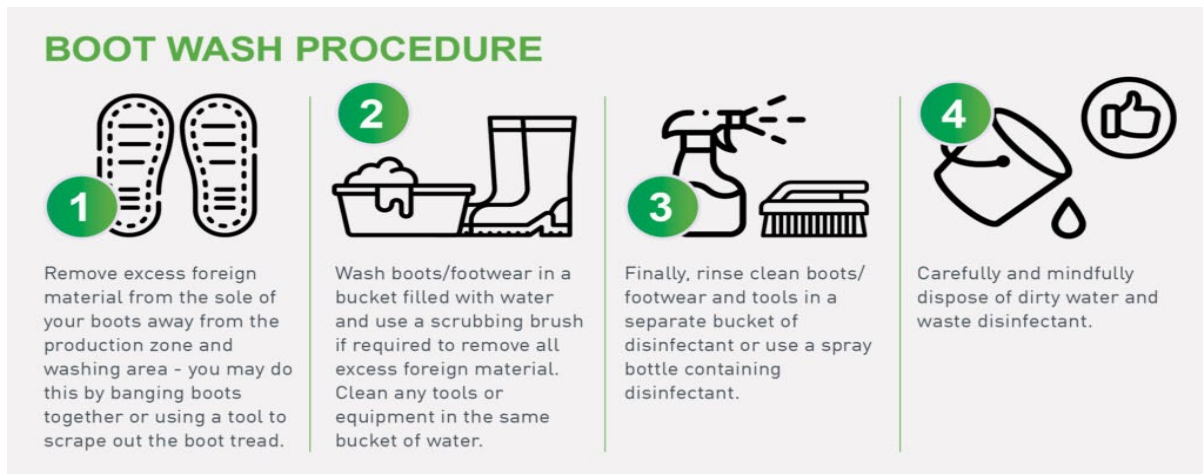 BOOT WASH PROCEDURE
1
Remove excess foreign
material from the sole of
your boots away from the
production zone and
washing area - you may do
this by banging boots
together or using a tool to
scrape out the boot tread.
2
Wash boots/footwear in a
bucket filled with water
and use a scrubbing brush
if required to remove all
excess foreign material.
Clean any tools or
equipment in the same
bucket of water.
3
Finally, rinse clean boots/
footwear and tools in a
separate bucket of
disinfectant or use a spray
bottle containing
disinfectant.
4
Carefully and mindfully
dispose of dirty water and
waste disinfectant.